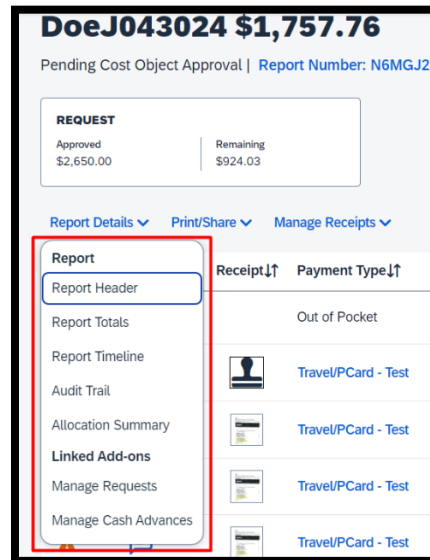 DoeJ043024 $1,757.76
Pending Cost Object Approval | Report Number: N6MGJ2
REQUEST
Approved Remaining
$2,650.00 $924.03
Report Details Print/Share Manage Receipts
Report
Report Header
Report Totals
Report Timeline
Audit Trail
Allocation Summary
Linked Add-ons
Manage Requests
Manage Cash Advances
Receipt Payment Type
Out of Pocket
Travel/PCard - Test
Travel/PCard - Test
Travel/PCard - Test
Travel/PCard - Test